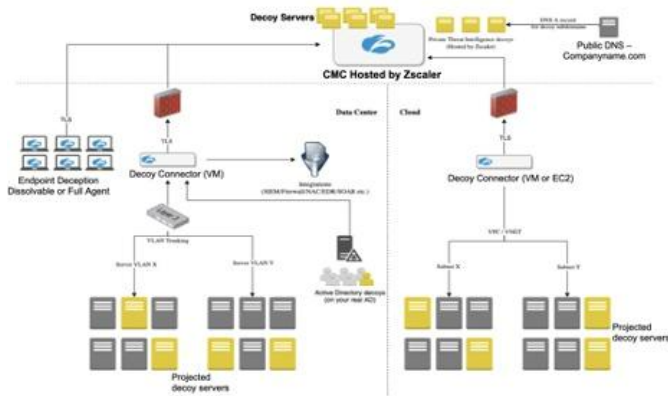 Decoy Servers
DNS A record
for decoy subdomains
Private Threat Intelligence decoys
(Hosted by Zscaler)
Public DNS –
Companyname.com
CMC Hosted by Zscaler
Data Center
Cloud
TLS
TLS
TLS
Endpoint Deception
Dissolvable or Full Agent
Decoy Connector (VM)
Integrations
(SIEM/Firewall/NAC/EDR/SOAR etc.)
Decoy Connector (VM or EC2)
Layer 2
VLAN Trunking
Server VLAN X
Server VLAN Y
Active Directory decoys
(on your real AD)
Subnet X
Subnet Y
Projected
decoy servers
Projected
decoy servers